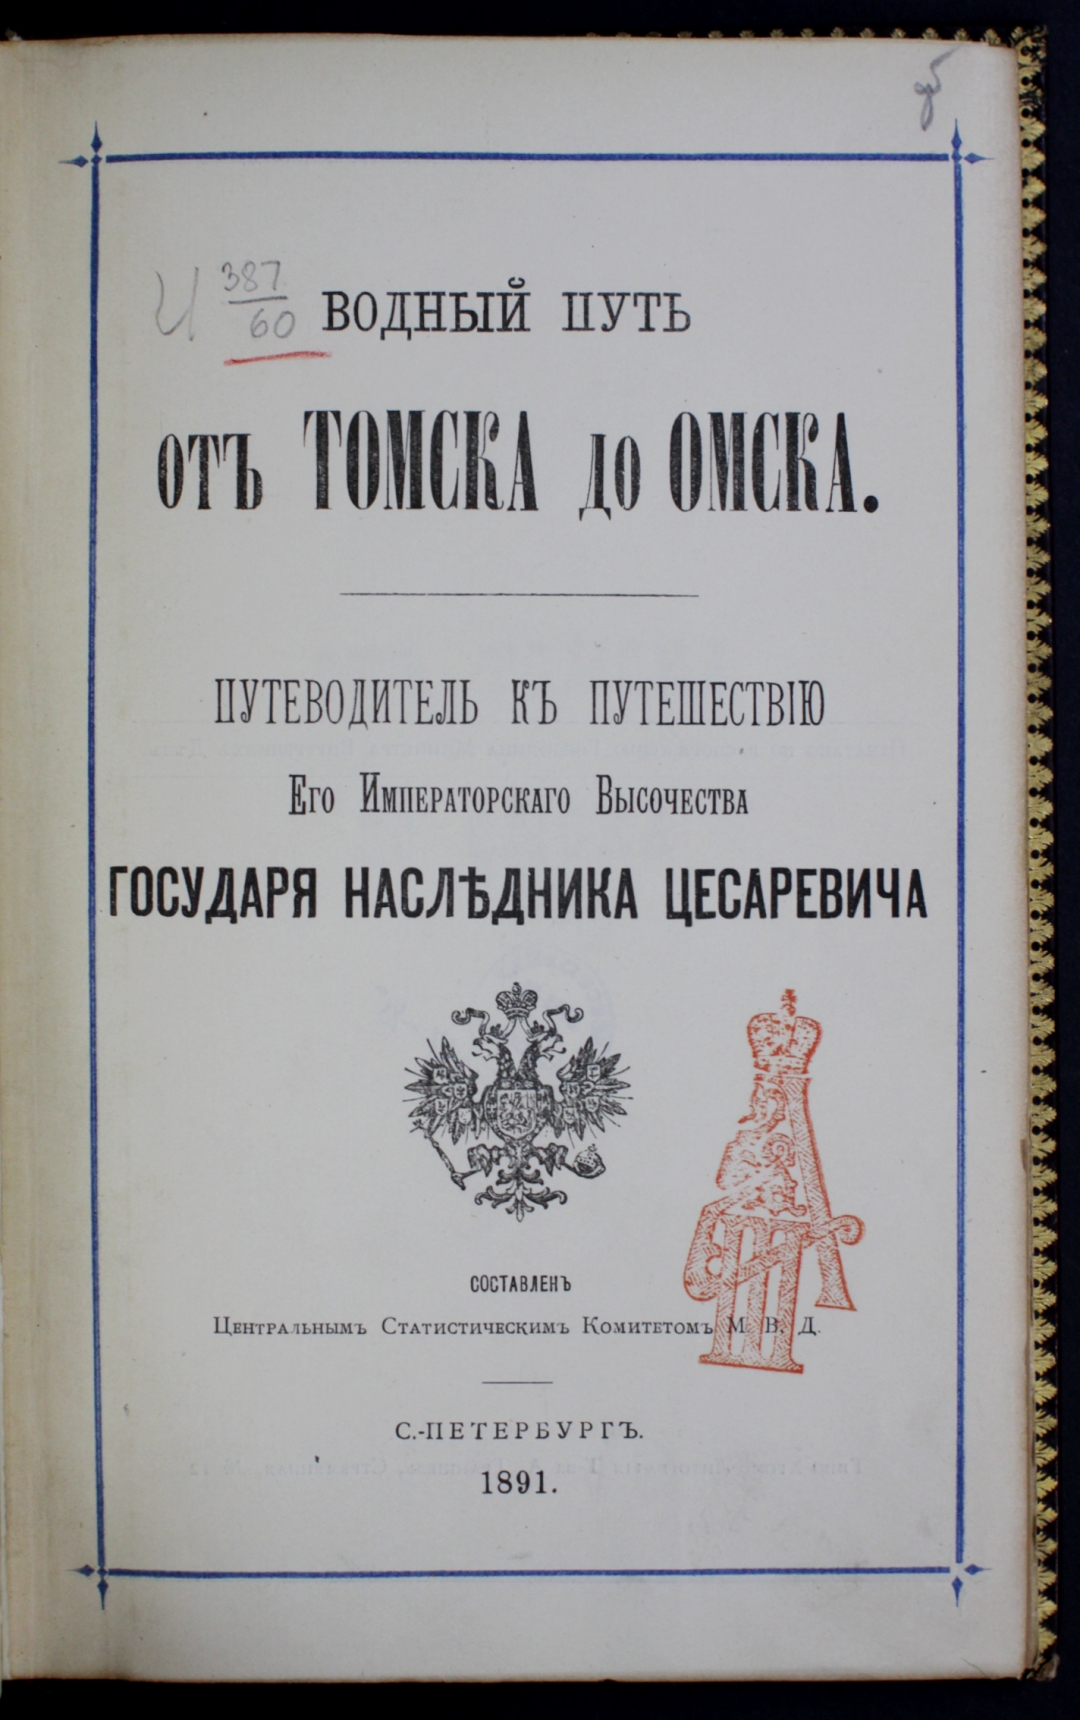 И 387
60
ВОДНЫЙ ПУТЬ
ОТЪ ТОМСКА ДО ОМСКА.
ПУТЕВОДИТЕЛЬ КЪ ПУТЕШЕСТВІЮ
Его Императорскаго Высочества
ГОСУДАРЯ НАСЛѢДНИКА ЦЕСАРЕВИЧА
СОСТАВЛЕНЪ
Центральнымъ Статистическимъ Комитетомъ М. В. Д.
С.-ПЕТЕРБУРГЪ.
1891.